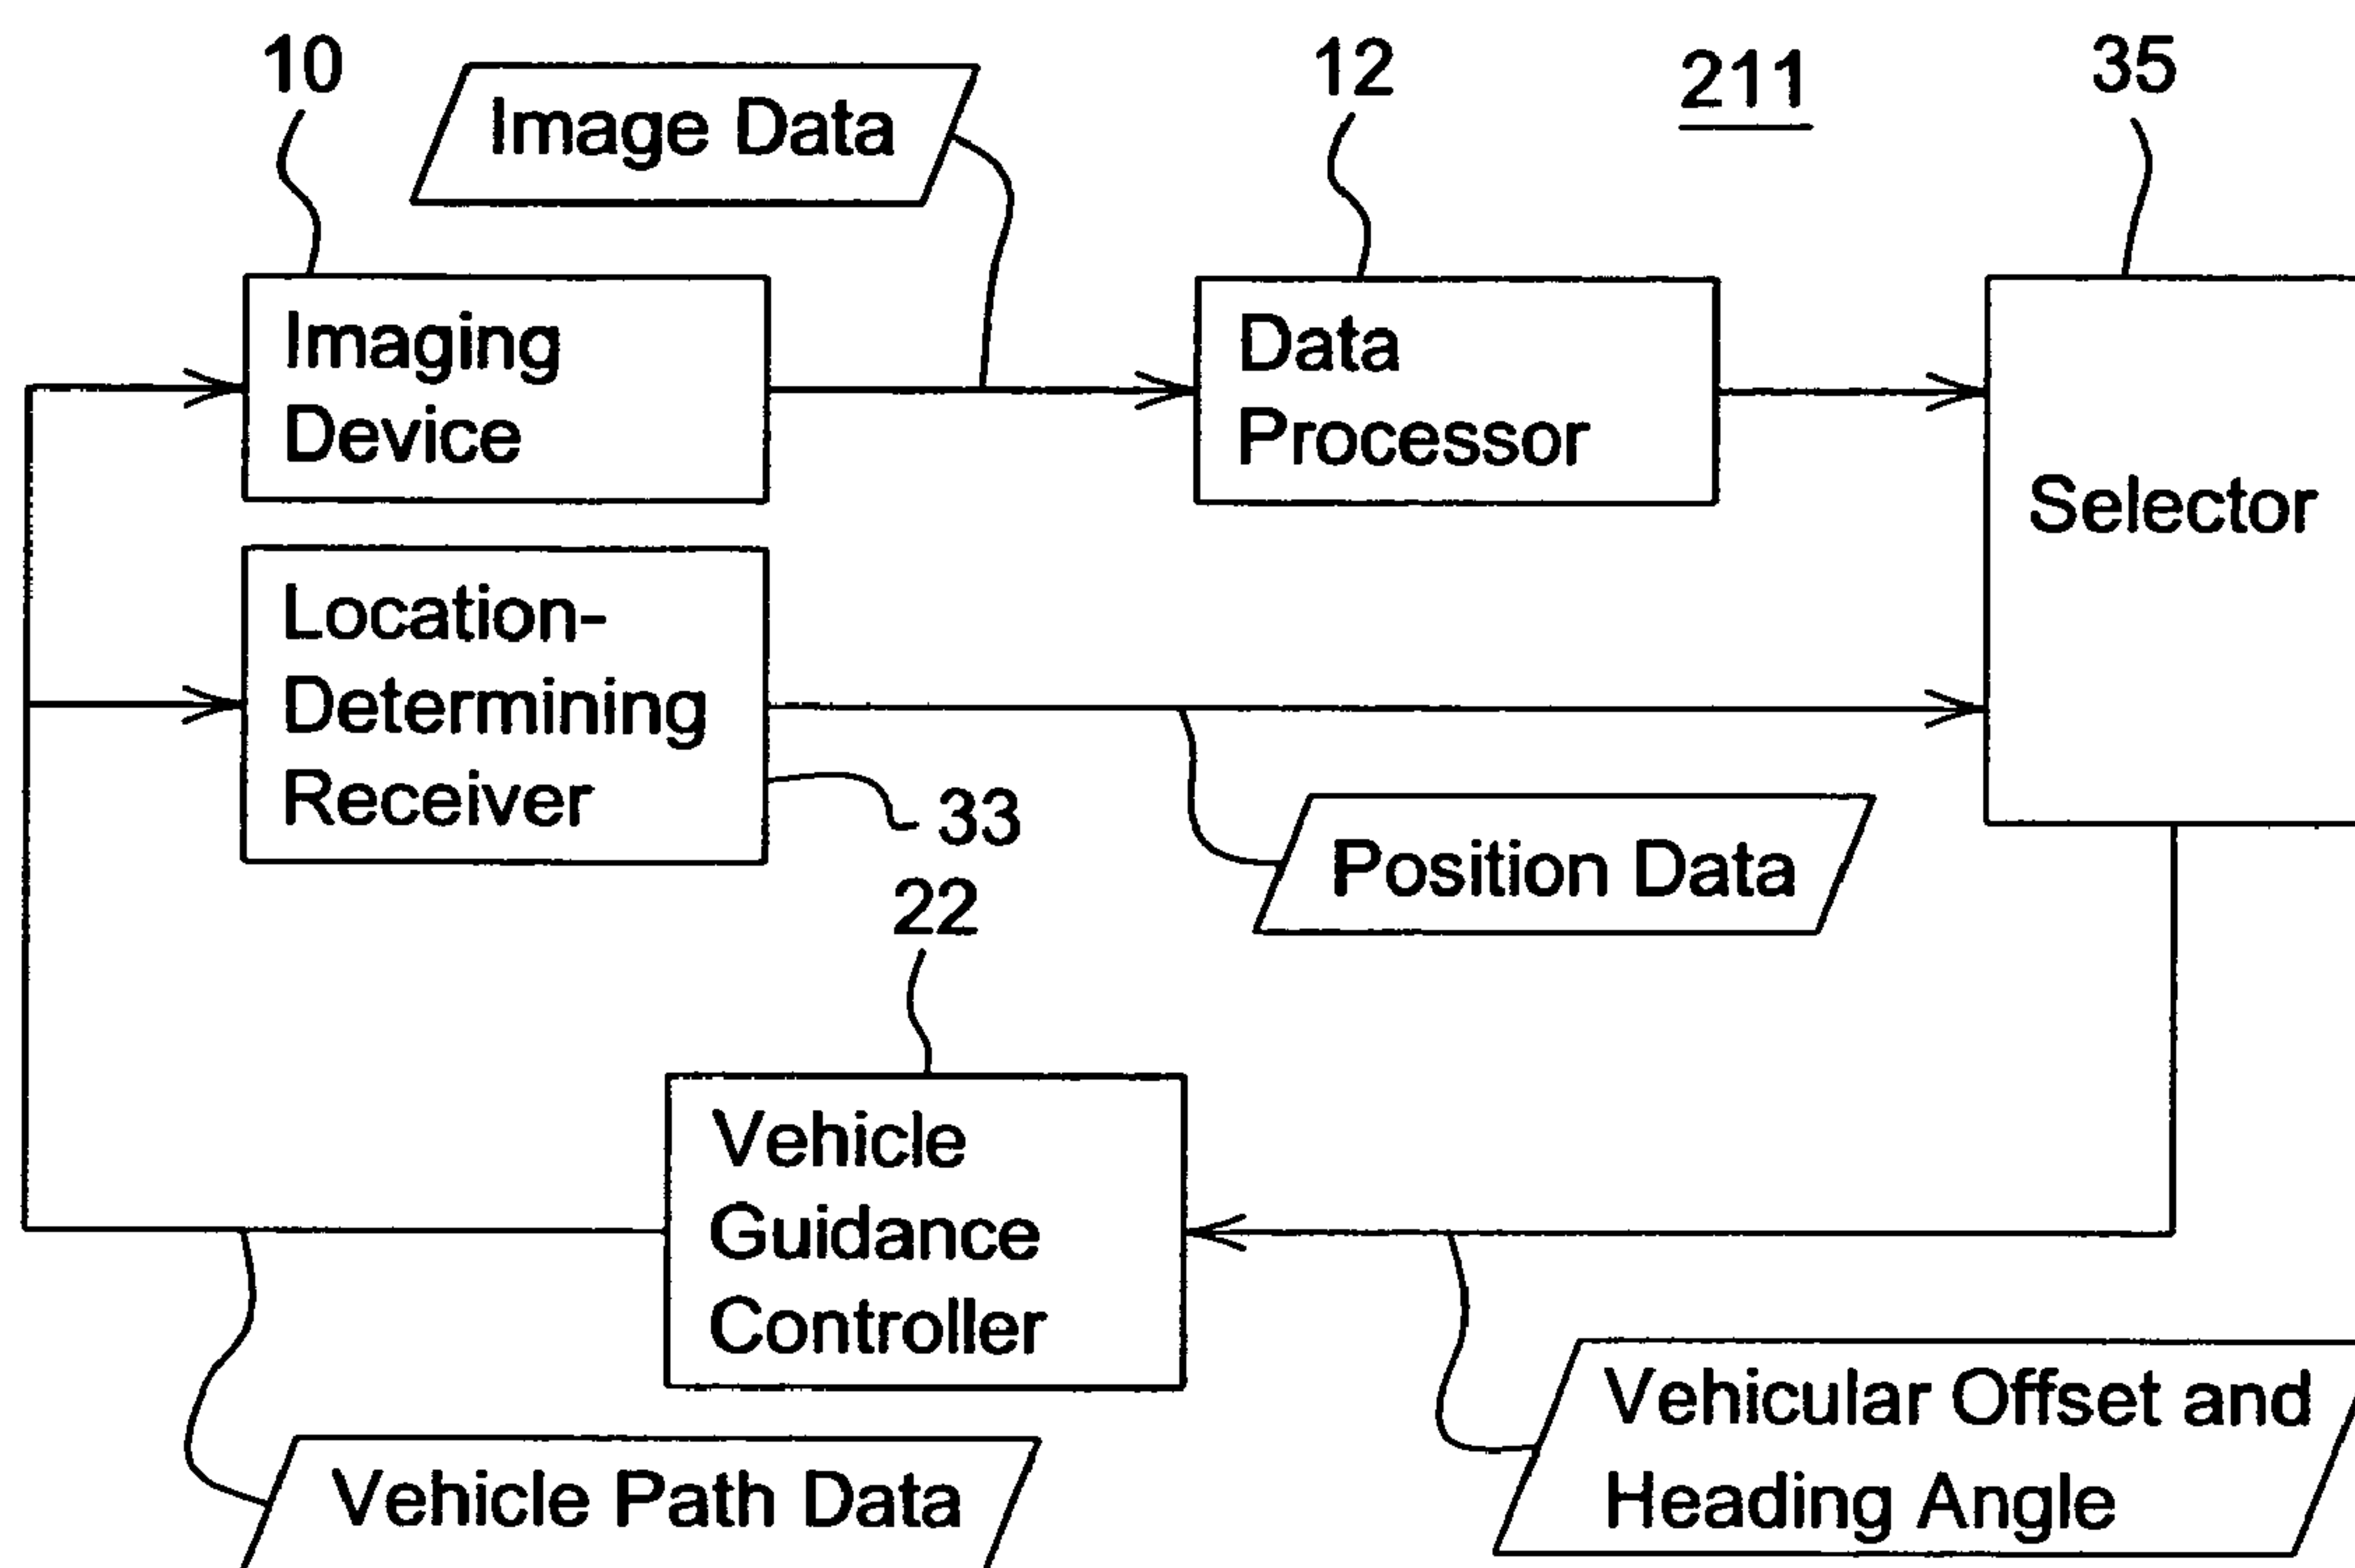 10
Image Data
12
211
35
Imaging
Device
Data
Processor
Selector
Location-
Determining
Receiver
33
Position Data
22
Vehicle
Guidance
Controller
Vehicular Offset and
Heading Angle
Vehicle Path Data